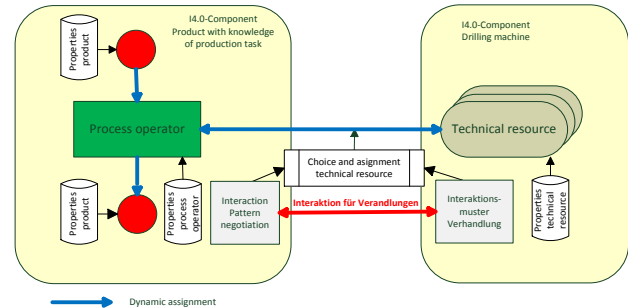 I4.0-Component
Product with knowledge
of production task
I4.0-Component
Drilling machine
Properties
product
Process operator
Technical resource
Choice and asignment
technical resource
Properties
product
Properties
process
operator
Interaction
Pattern
negotiation
Interaktion für Verandlungen
Interaktions-
muster
Verhandlung
Properties
technical
resource
Dynamic assignment